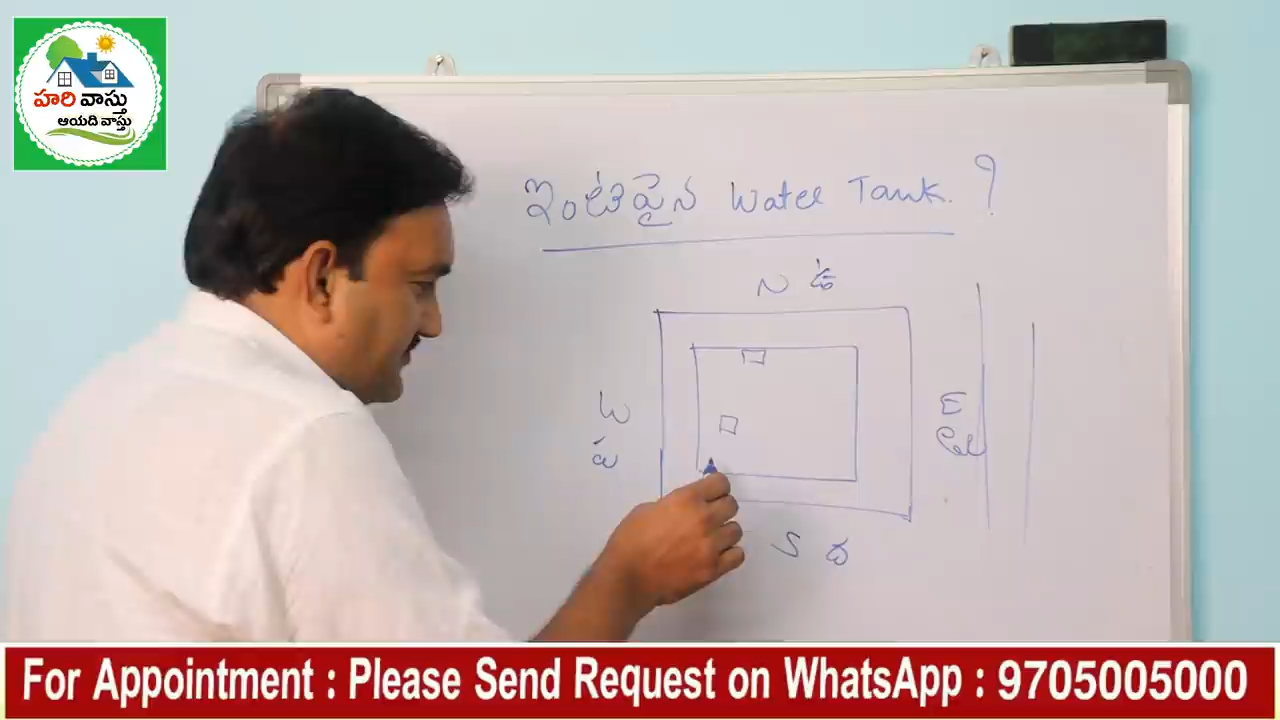 హరి వాస్తు
ఆయది వాస్తు
ఇంటిపైన Water Tank. ?
N ఉ
W
ప
E
తూ
S ద
For Appointment : Please Send Request on WhatsApp : 9705005000